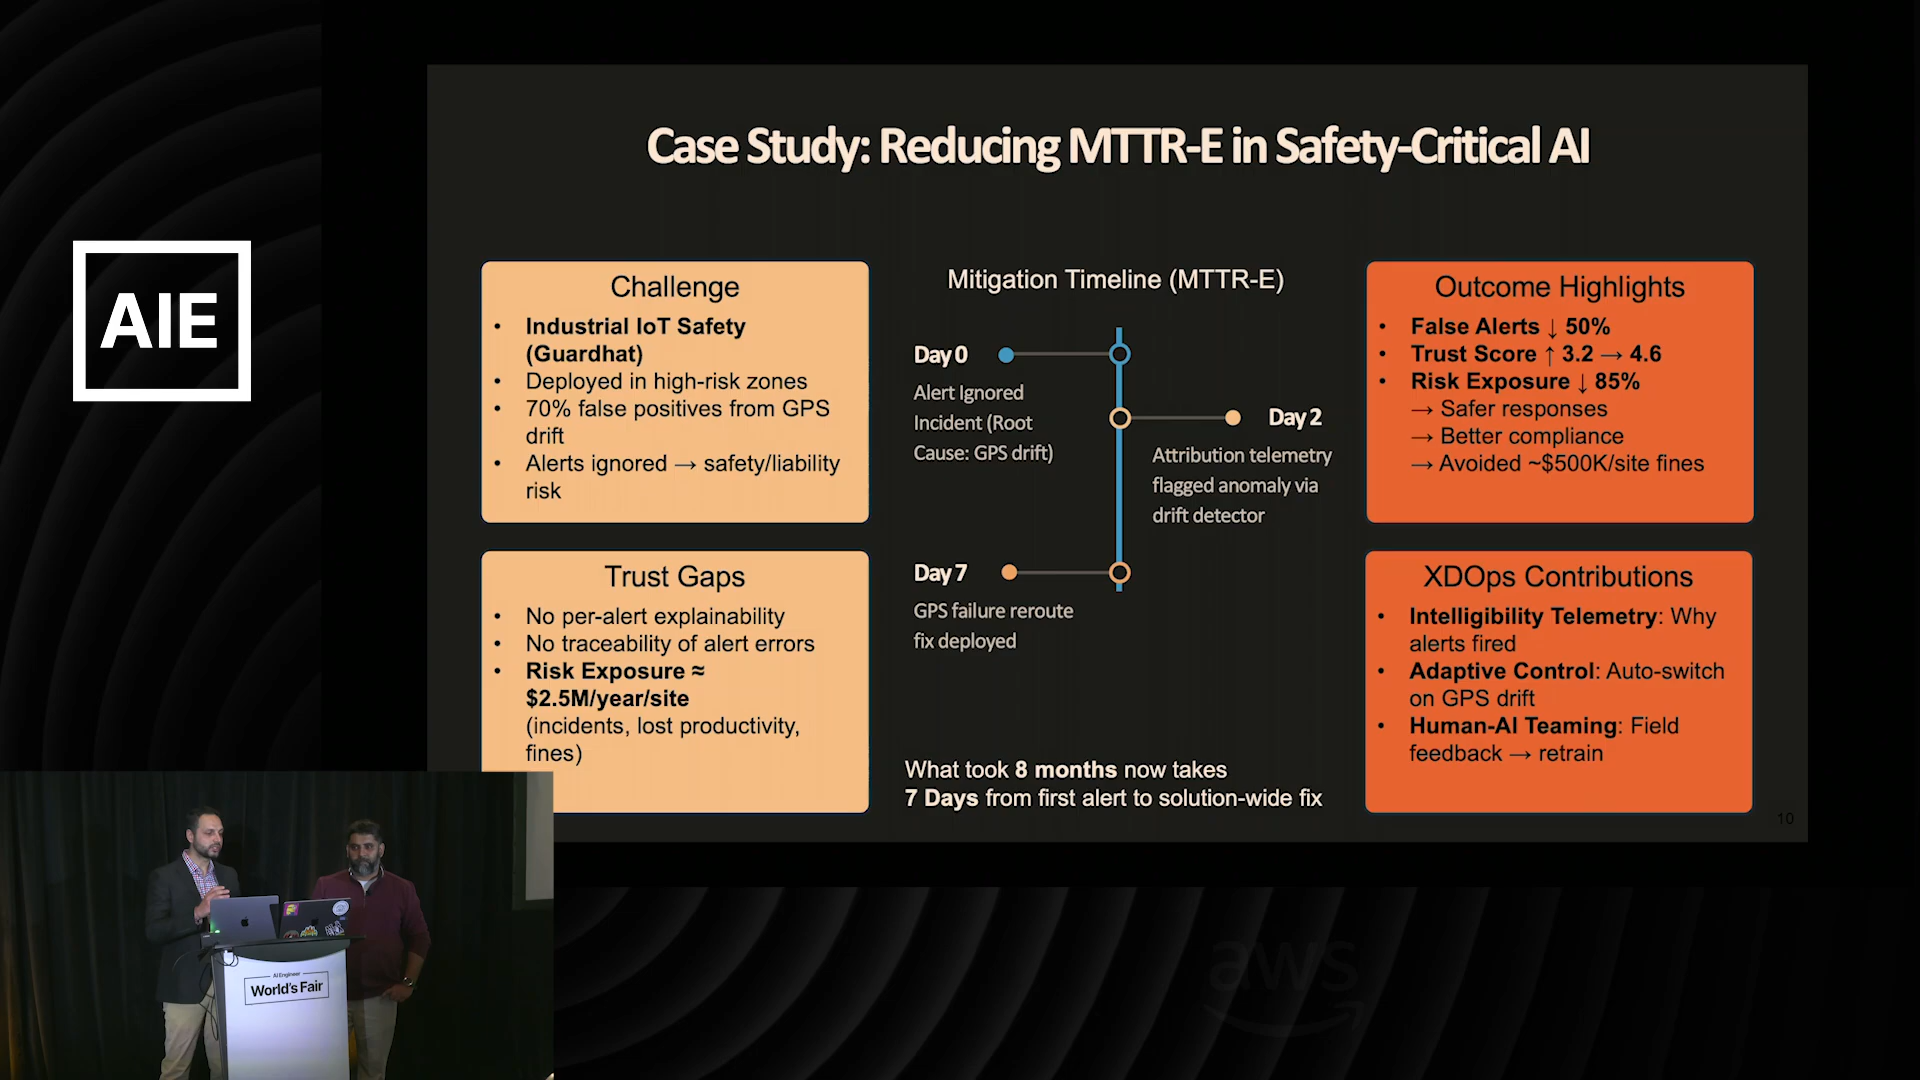 AIE
Case Study: Reducing MTTR-E in Safety-Critical AI
Challenge
• Industrial IoT Safety
(Guardhat)
• Deployed in high-risk zones
• 70% false positives from GPS
drift
• Alerts ignored → safety/liability
risk
Trust Gaps
• No per-alert explainability
• No traceability of alert errors
• Risk Exposure ≈
$2.5M/year/site
(incidents, lost productivity,
fines)
Mitigation Timeline (MTTR-E)
Day 0
Alert Ignored
Incident (Root
Cause: GPS drift)
Day 2
Attribution telemetry
flagged anomaly via
drift detector
Day 7
GPS failure reroute
fix deployed
What took 8 months now takes
7 Days from first alert to solution-wide fix
Outcome Highlights
• False Alerts ↓ 50%
• Trust Score ↑ 3.2 → 4.6
• Risk Exposure ↓ 85%
→ Safer responses
→ Better compliance
→ Avoided ~$500K/site fines
XDOps Contributions
• Intelligibility Telemetry: Why
alerts fired
• Adaptive Control: Auto-switch
on GPS drift
• Human-AI Teaming: Field
feedback → retrain
10
AI Engineer
World's Fair
aws